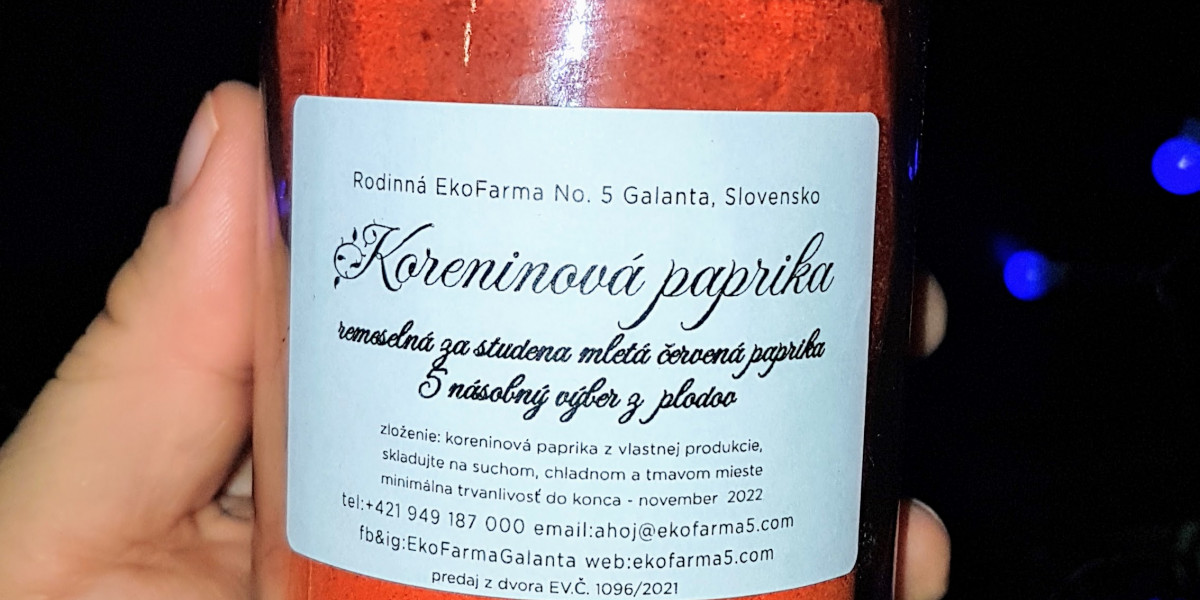 Rodinná EkoFarma No. 5 Galanta, Slovensko
Koreninová paprika
remeselná za studena mletá červená paprika
5 násobný výber z plodov
zloženie: koreninová paprika z vlastnej produkcie,
skladujte na suchom, chladnom a tmavom mieste
minimálna trvanlivosť do konca - november 2022
tel:+421 949 187 000 email:ahoj@ekofarma5.com
fb&ig:EkoFarmaGalanta web:ekofarma5.com
predaj z dvora EV.Č. 1096/2021